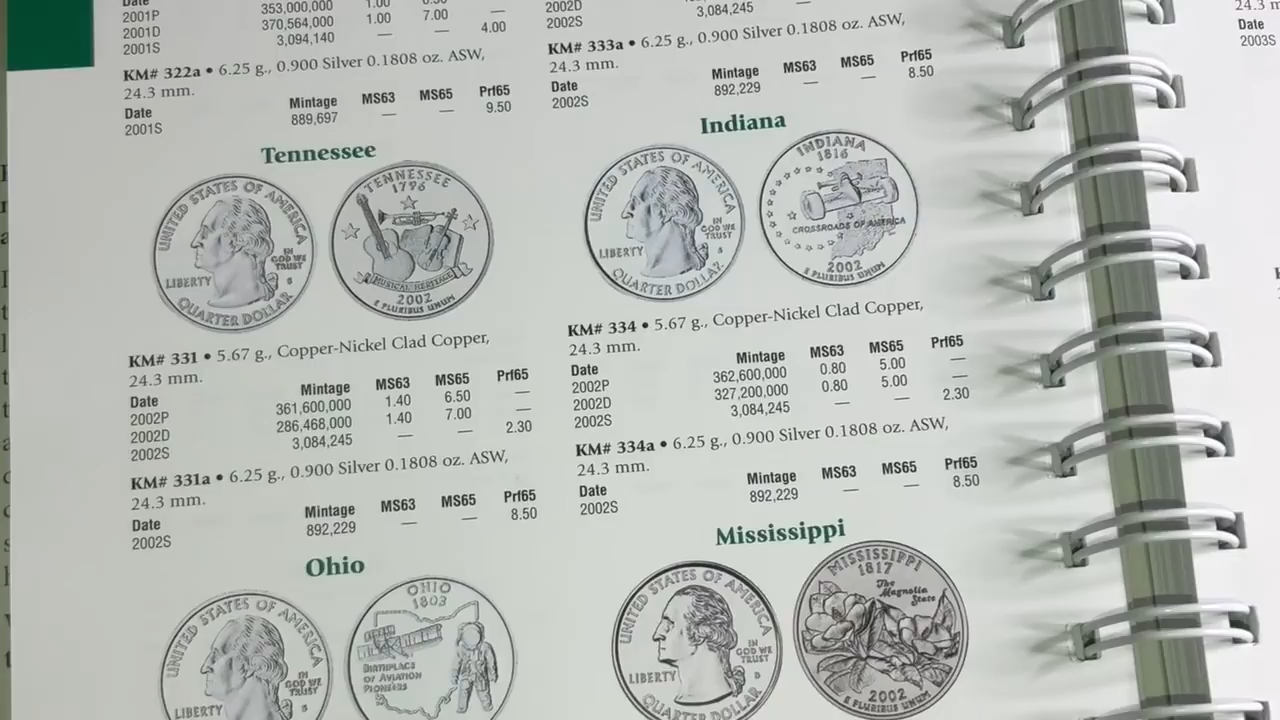 Date
2001P 353,000,000 1.00
2001D 370,564,000 1.00 7.00 —
2001S 3,094,140 — — 4.00
KM# 322a • 6.25 g., 0.900 Silver 0.1808 oz. ASW,
24.3 mm.
Date Mintage MS63 MS65 Prf65
2001S 889,697 — — 9.50
Tennessee
UNITED STATES OF AMERICA
IN
GOD WE
TRUST
LIBERTY
S
QUARTER DOLLAR
TENNESSEE
1796
MUSICAL HERITAGE
2002
E PLURIBUS UNUM
KM# 331 • 5.67 g., Copper-Nickel Clad Copper,
24.3 mm.
Date Mintage MS63 MS65 Prf65
2002P 361,600,000 1.40 6.50 —
2002D 286,468,000 1.40 7.00 —
2002S 3,084,245 — — 2.30
KM# 331a • 6.25 g., 0.900 Silver 0.1808 oz. ASW,
24.3 mm.
Date Mintage MS63 MS65 Prf65
2002S 892,229 — — 8.50
Ohio
UNITED STATES OF AMERICA
IN
GOD WE
TRUST
LIBERTY
S
OHIO
1803
BIRTHPLACE
OF AVIATION
PIONEERS
2002D
2002S 3,084,245 —
KM# 333a • 6.25 g., 0.900 Silver 0.1808 oz. ASW,
24.3 mm.
Date Mintage MS63 MS65 Prf65
2002S 892,229 — — 8.50
Indiana
UNITED STATES OF AMERICA
IN
GOD WE
TRUST
LIBERTY
S
QUARTER DOLLAR
INDIANA
1816
CROSSROADS OF AMERICA
2002
E PLURIBUS UNUM
KM# 334 • 5.67 g., Copper-Nickel Clad Copper,
24.3 mm.
Date Mintage MS63 MS65 Prf65
2002P 362,600,000 0.80 5.00 —
2002D 327,200,000 0.80 5.00 —
2002S 3,084,245 — — 2.30
KM# 334a • 6.25 g., 0.900 Silver 0.1808 oz. ASW,
24.3 mm.
Date Mintage MS63 MS65 Prf65
2002S 892,229 — — 8.50
Mississippi
UNITED STATES OF AMERICA
IN
GOD WE
TRUST
LIBERTY
D
QUARTER DOLLAR
MISSISSIPPI
1817
The
Magnolia
State
2002
E PLURIBUS UNUM
24.3 m
Date
2003S